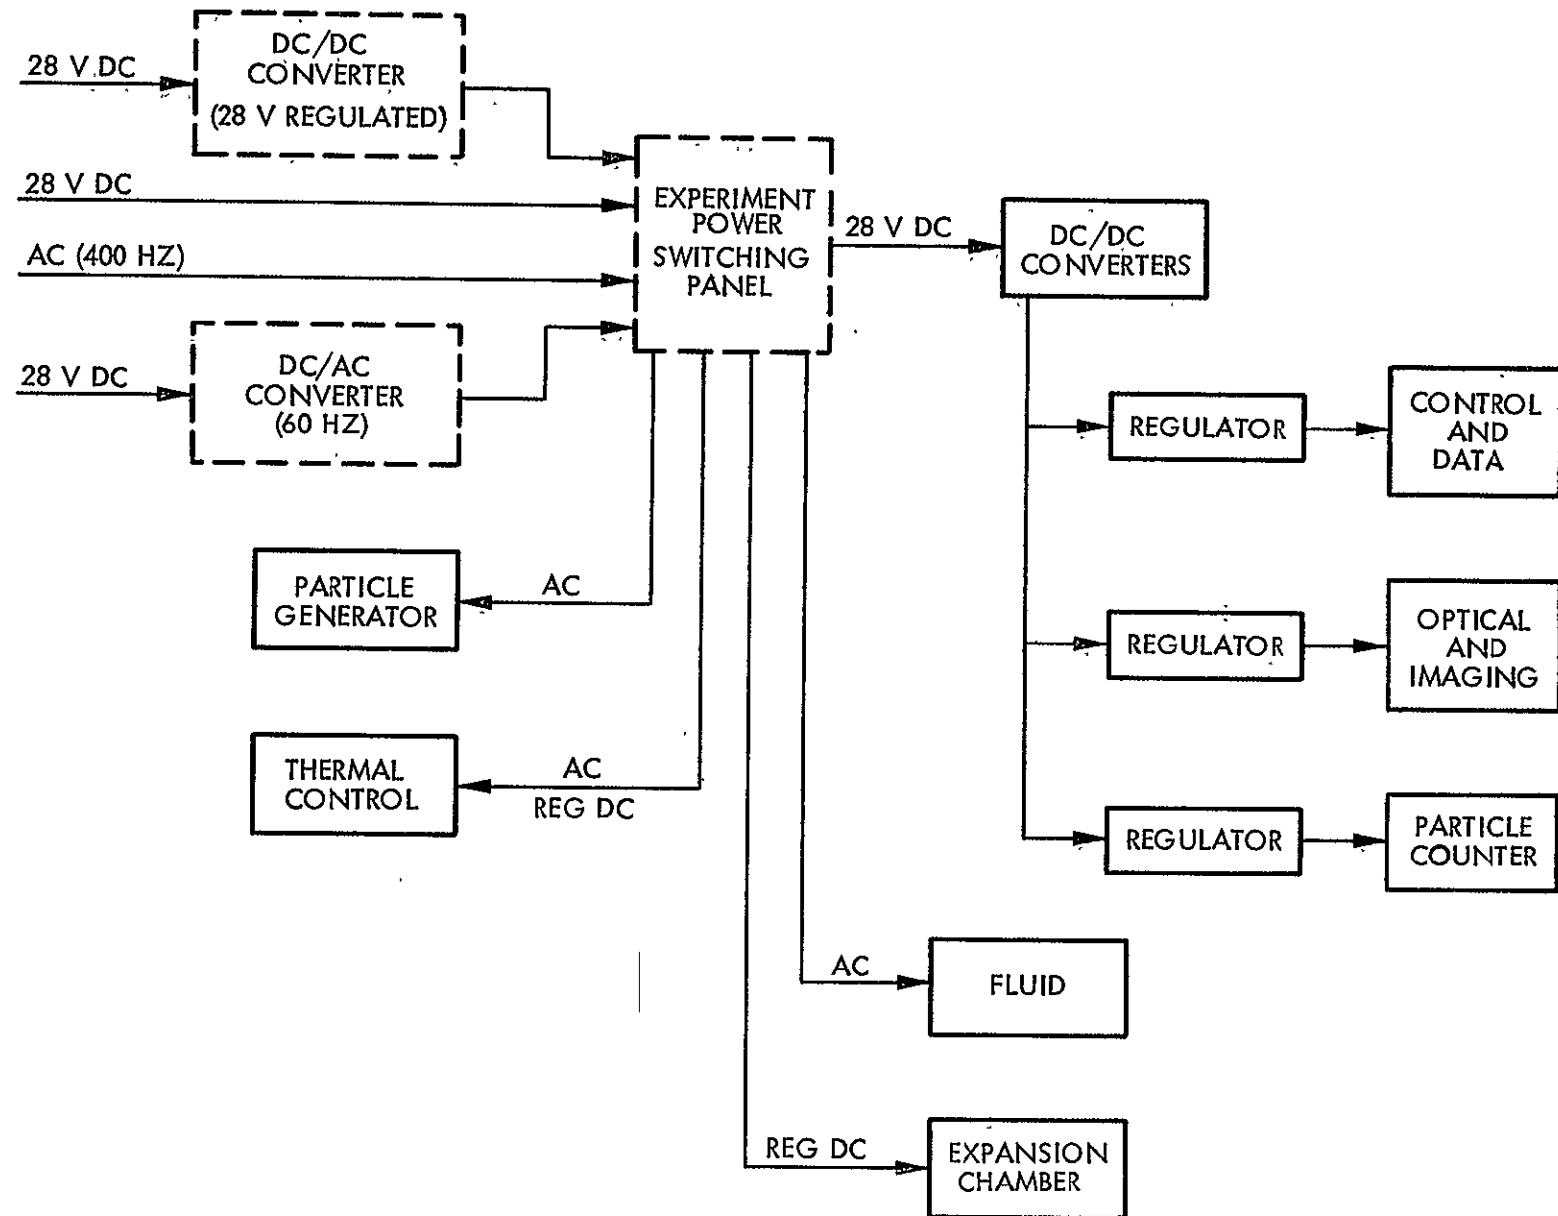 DC/DC
CONVERTER
(28 V REGULATED)
28 V DC
28 V DC
AC (400 HZ)
28 V DC
DC/AC
CONVERTER
(60 HZ)
EXPERIMENT
POWER
SWITCHING
PANEL
28 V DC
DC/DC
CONVERTERS
REGULATOR
CONTROL
AND
DATA
REGULATOR
OPTICAL
AND
IMAGING
REGULATOR
PARTICLE
COUNTER
PARTICLE
GENERATOR
AC
THERMAL
CONTROL
AC
REG DC
AC
FLUID
REG DC
EXPANSION
CHAMBER